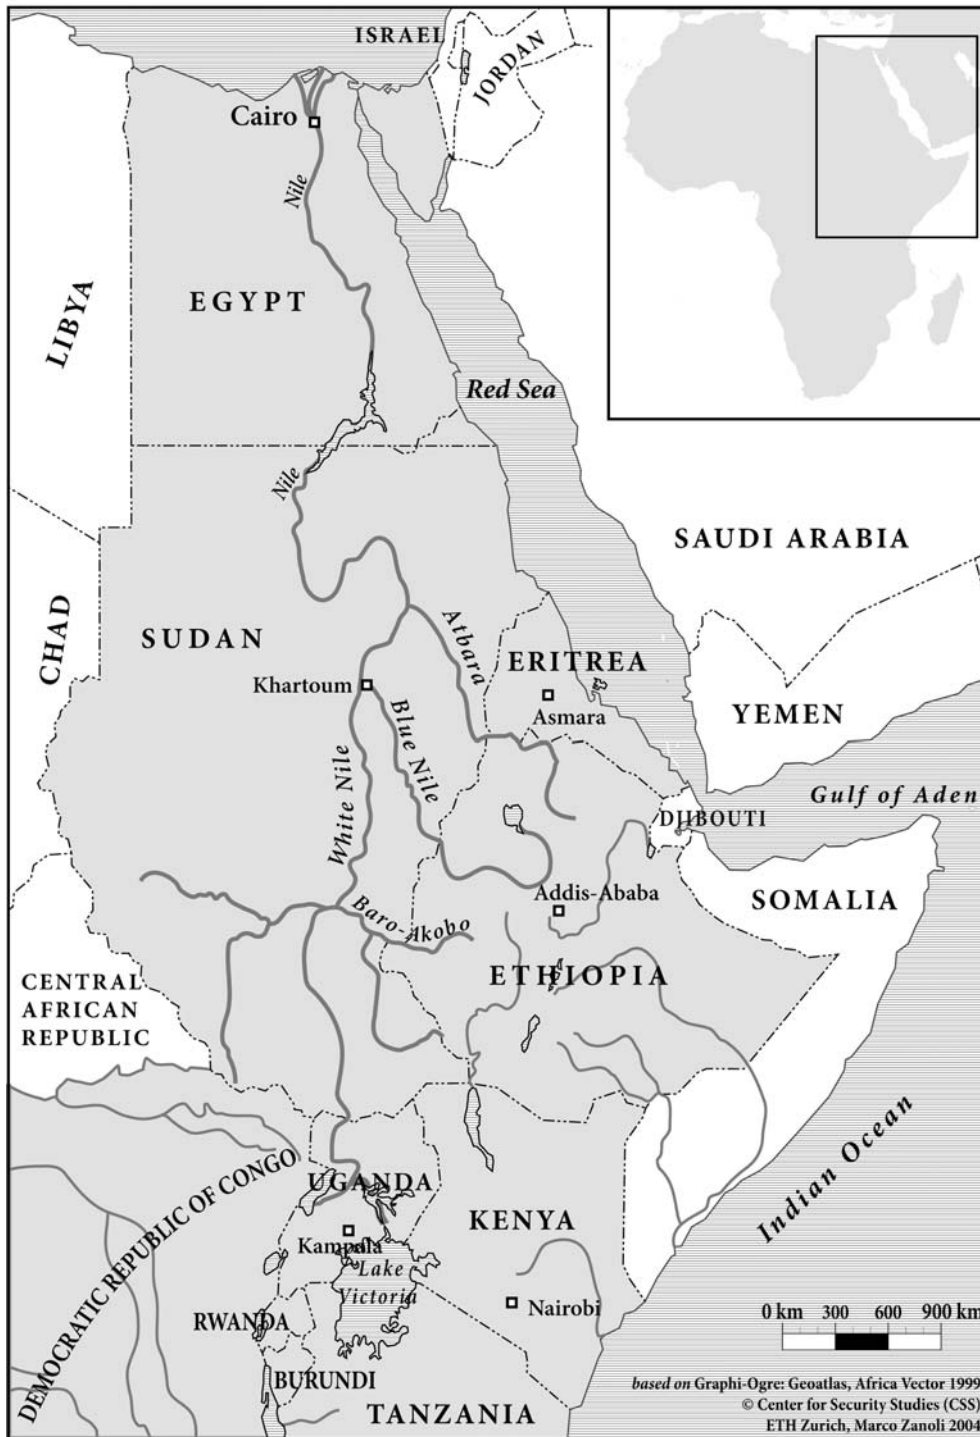 ISRAEL
JORDAN
Cairo
Nile
EGYPT
LIBYA
Red Sea
Nile
SAUDI ARABIA
CHAD
SUDAN
Atbara
ERITREA
Khartoum
Asmara
YEMEN
Blue Nile
White Nile
Gulf of Aden
DJIBOUTI
Addis-Ababa
SOMALIA
Baro-Akobo
ETHIOPIA
CENTRAL
AFRICAN
REPUBLIC
Indian Ocean
DEMOCRATIC REPUBLIC OF CONGO
UGANDA
KENYA
Kampala
Lake
Victoria
Nairobi
RWANDA
BURUNDI
TANZANIA
0 km 300 600 900 km
based on Graphi-Ogre: Geoatlas, Africa Vector 1999
© Center for Security Studies (CSS)
ETH Zurich, Marco Zanoli 2004